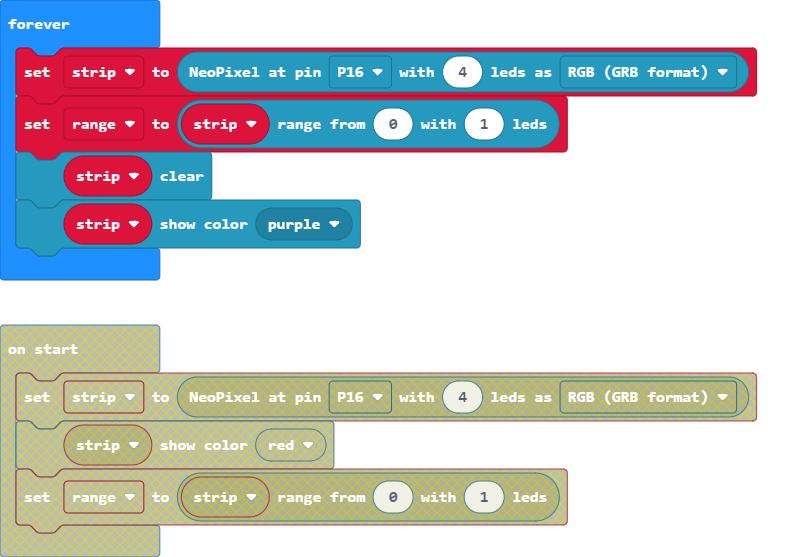 forever
set strip to NeoPixel at pin P16 with 4 leds as RGB (GRB format)
set range to strip range from 0 with 1 leds
strip clear
strip show color purple
on start
set strip to NeoPixel at pin P16 with 4 leds as RGB (GRB format)
strip show color red
set range to strip range from 0 with 1 leds